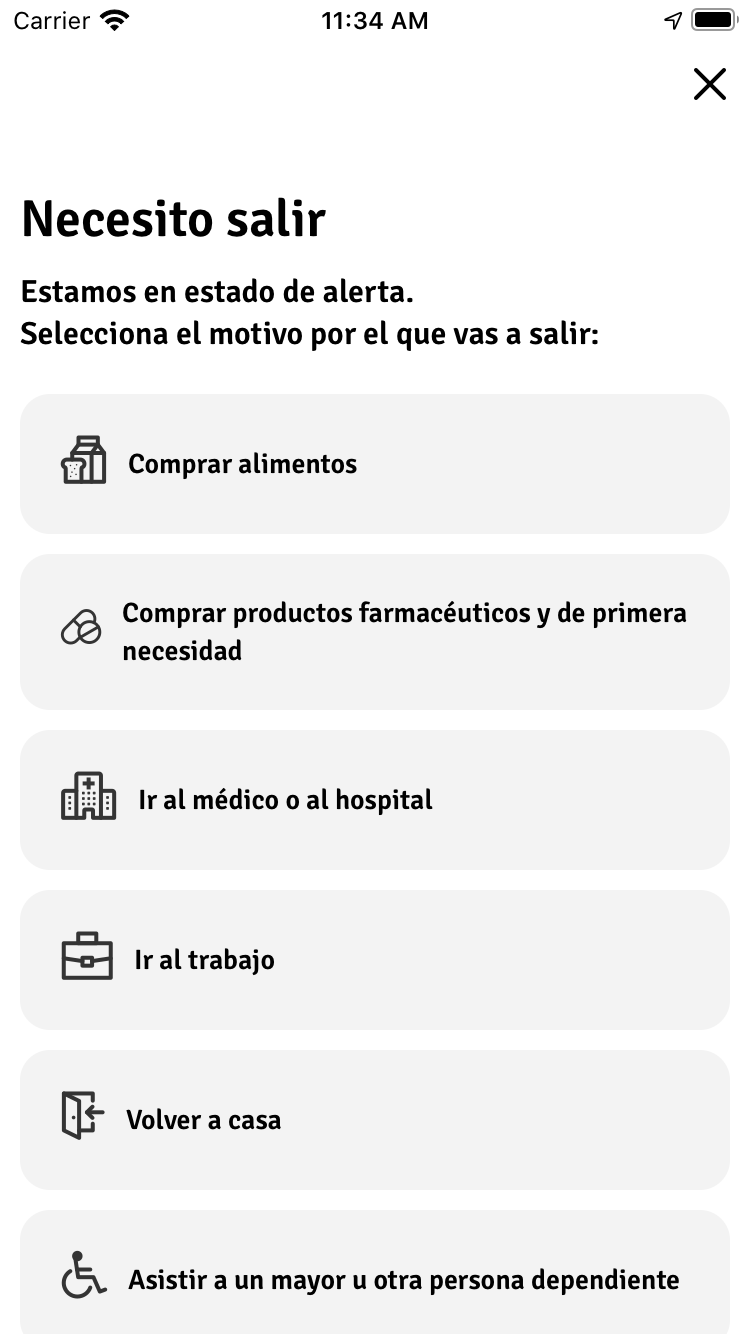 Carrier 11:34 AM
Necesito salir
Estamos en estado de alerta.
Selecciona el motivo por el que vas a salir:
Comprar alimentos
Comprar productos farmacéuticos y de primera
necesidad
Ir al médico o al hospital
Ir al trabajo
Volver a casa
Asistir a un mayor u otra persona dependiente